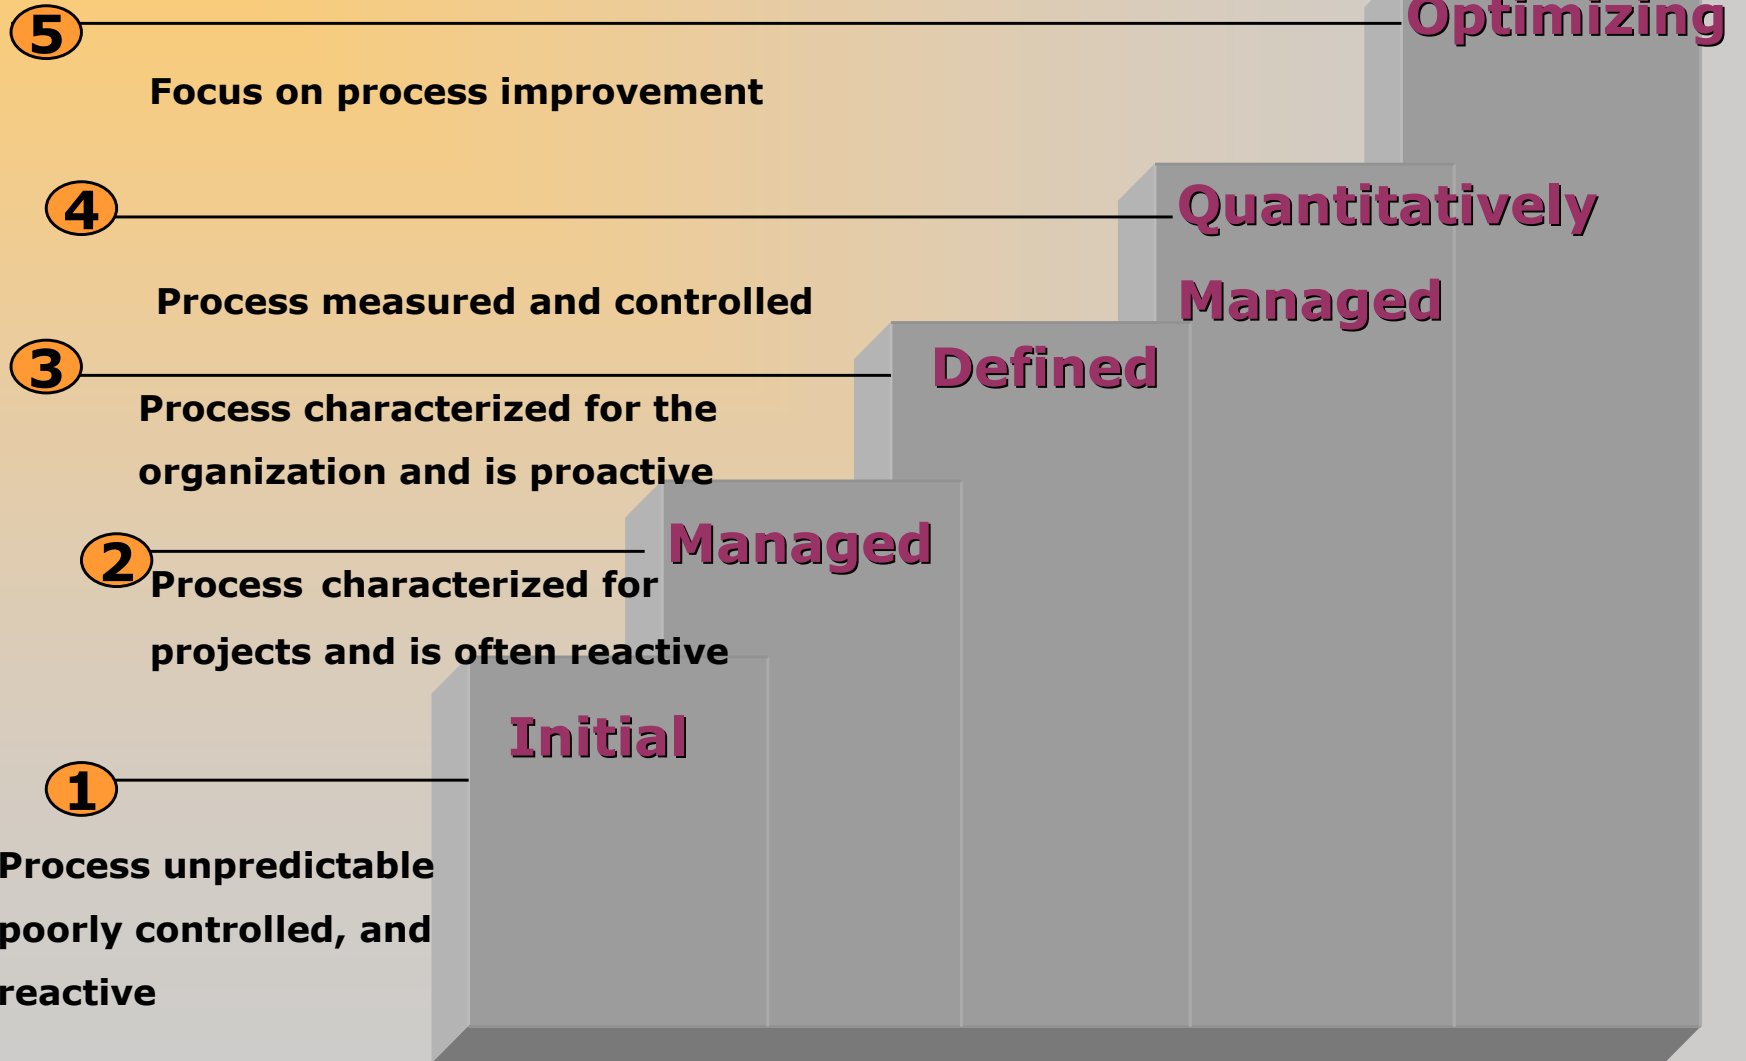 5
Optimizing
Focus on process improvement
4
Quantitatively
Managed
Process measured and controlled
3
Defined
Process characterized for the
organization and is proactive
2
Managed
Process characterized for
projects and is often reactive
Initial
1
Process unpredictable
poorly controlled, and
reactive